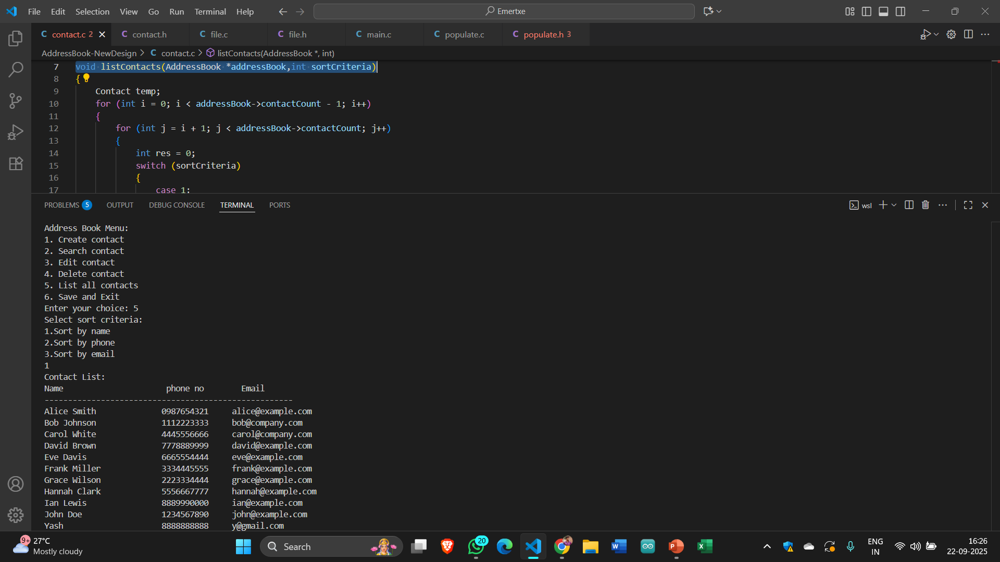 File Edit Selection View Go Run Terminal Help
Emertxe
contact.c 2
contact.h
file.c
file.h
main.c
populate.c
populate.h 3
AddressBook-NewDesign > contact.c > listContacts(AddressBook *, int)
7 void listContacts(AddressBook *addressBook,int sortCriteria)
8 {
9 Contact temp;
10 for (int i = 0; i < addressBook->contactCount - 1; i++)
11 {
12 for (int j = i + 1; j < addressBook->contactCount; j++)
13 {
14 int res = 0;
15 switch (sortCriteria)
16 {
17 case 1:
PROBLEMS 5 OUTPUT DEBUG CONSOLE TERMINAL PORTS
wsl
Address Book Menu:
1. Create contact
2. Search contact
3. Edit contact
4. Delete contact
5. List all contacts
6. Save and Exit
Enter your choice: 5
Select sort criteria:
1.Sort by name
2.Sort by phone
3.Sort by email
1
Contact List:
Name phone no Email
-----------------------------------------------------
Alice Smith 0987654321 alice@example.com
Bob Johnson 1112223333 bob@company.com
Carol White 4445556666 carol@company.com
David Brown 7778889999 david@example.com
Eve Davis 6665554444 eve@example.com
Frank Miller 3334445555 frank@example.com
Grace Wilson 2223334444 grace@example.com
Hannah Clark 5556667777 hannah@example.com
Ian Lewis 8889990000 ian@example.com
John Doe 1234567890 john@example.com
Yash 8888888888 y@gmail.com
9+
27°C
Mostly cloudy
Search
20
ENG
IN
16:26
22-09-2025